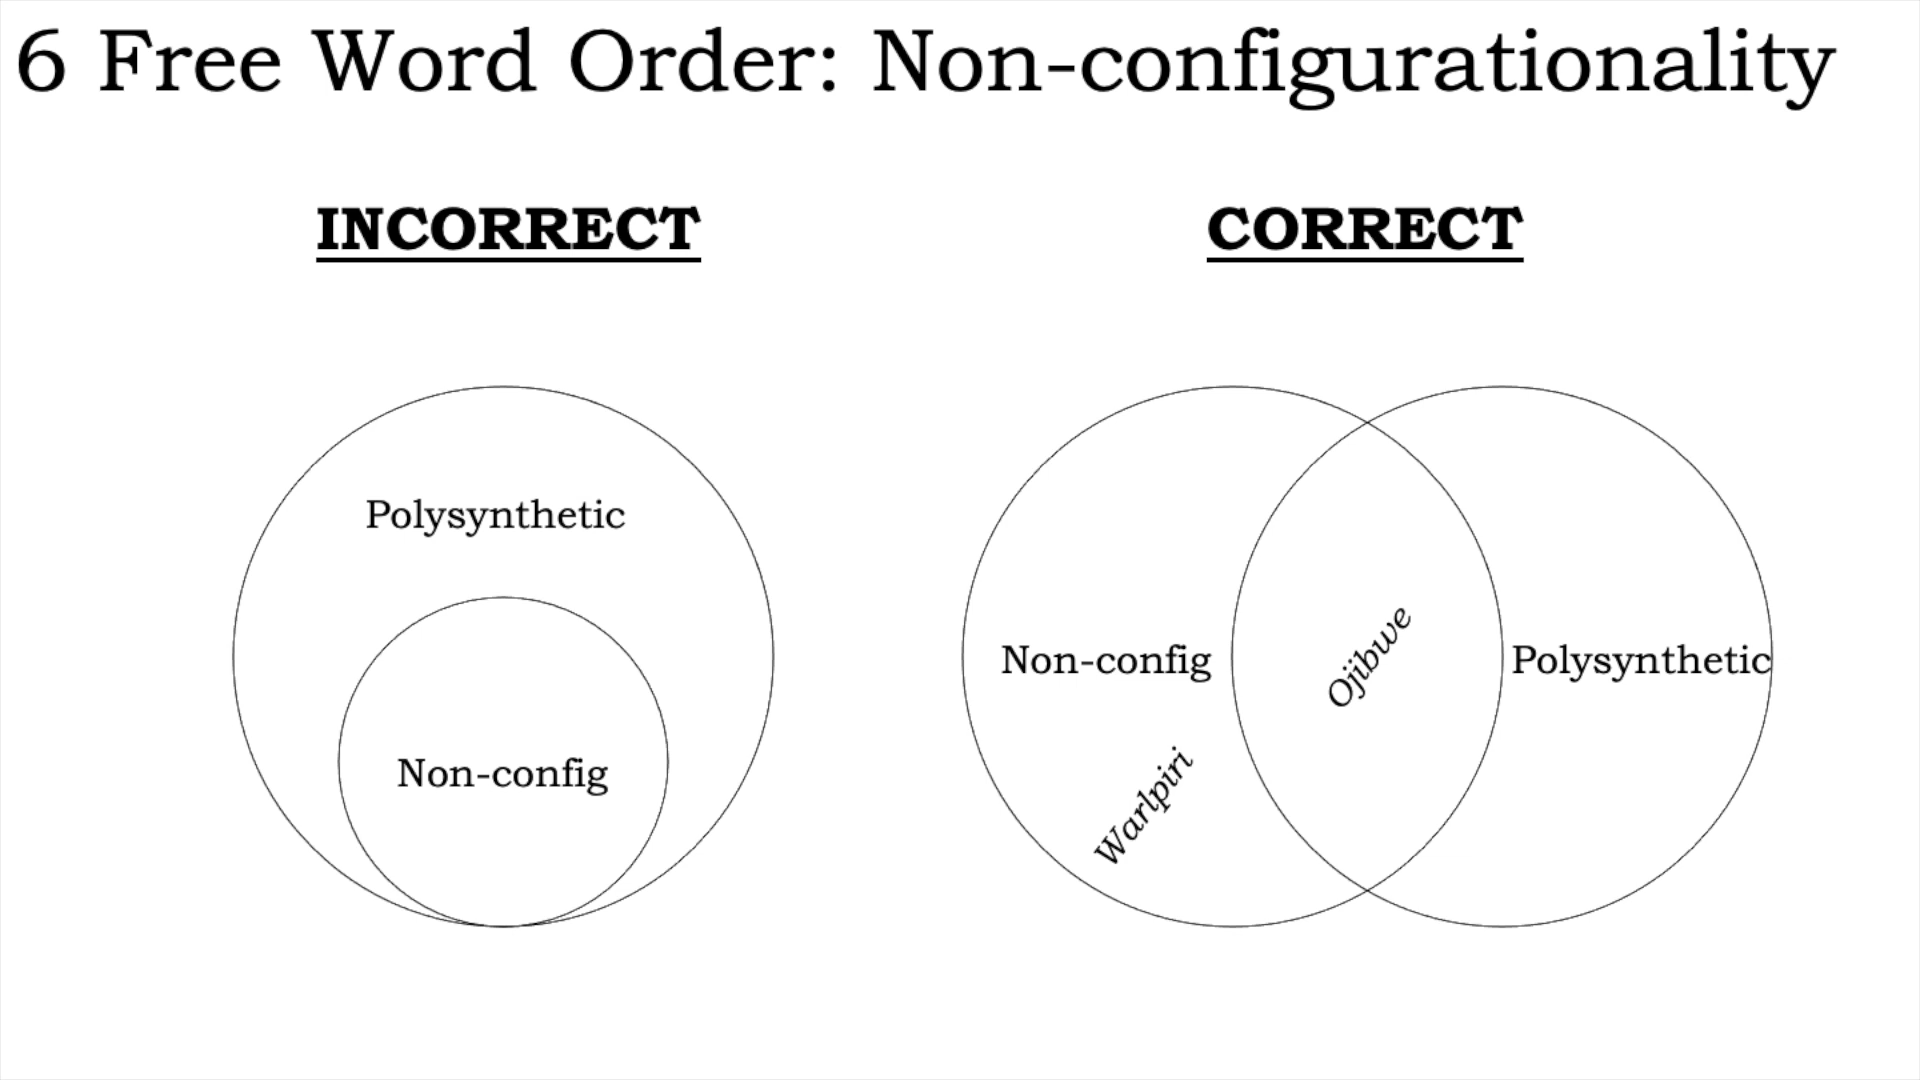 6 Free Word Order: Non-configurationality
INCORRECT
CORRECT
Polysynthetic
Non-config
Non-config
Ojibwe
Polysynthetic
Warlpiri